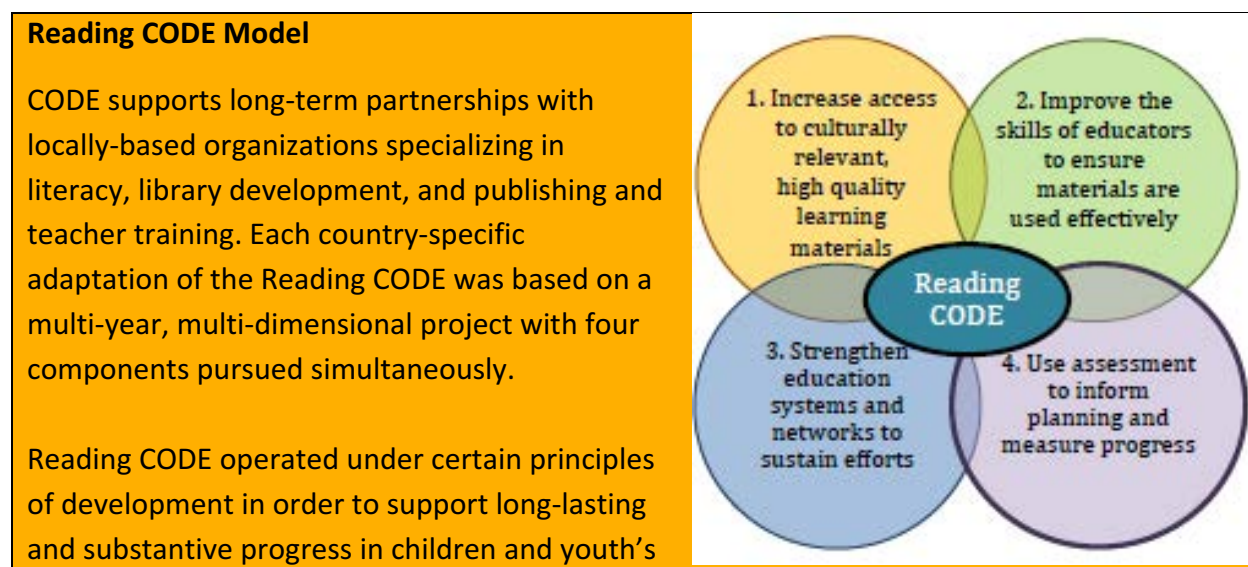 Reading CODE Model
CODE supports long-term partnerships with
locally-based organizations specializing in
literacy, library development, and publishing and
teacher training. Each country-specific
adaptation of the Reading CODE was based on a
multi-year, multi-dimensional project with four
components pursued simultaneously.
Reading CODE operated under certain principles
of development in order to support long-lasting
and substantive progress in children and youth's
1. Increase access
to culturally
relevant,
high quality
learning
materials
2. Improve the
skills of educators
to ensure
materials are
used effectively
Reading
CODE
3. Strengthen
education
systems and
networks to
sustain efforts
4. Use assessment
to inform
planning and
measure progress